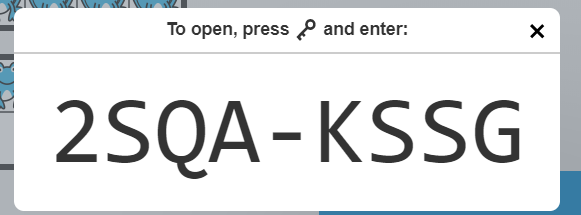 To open, press and enter:
2SQA-KSSG